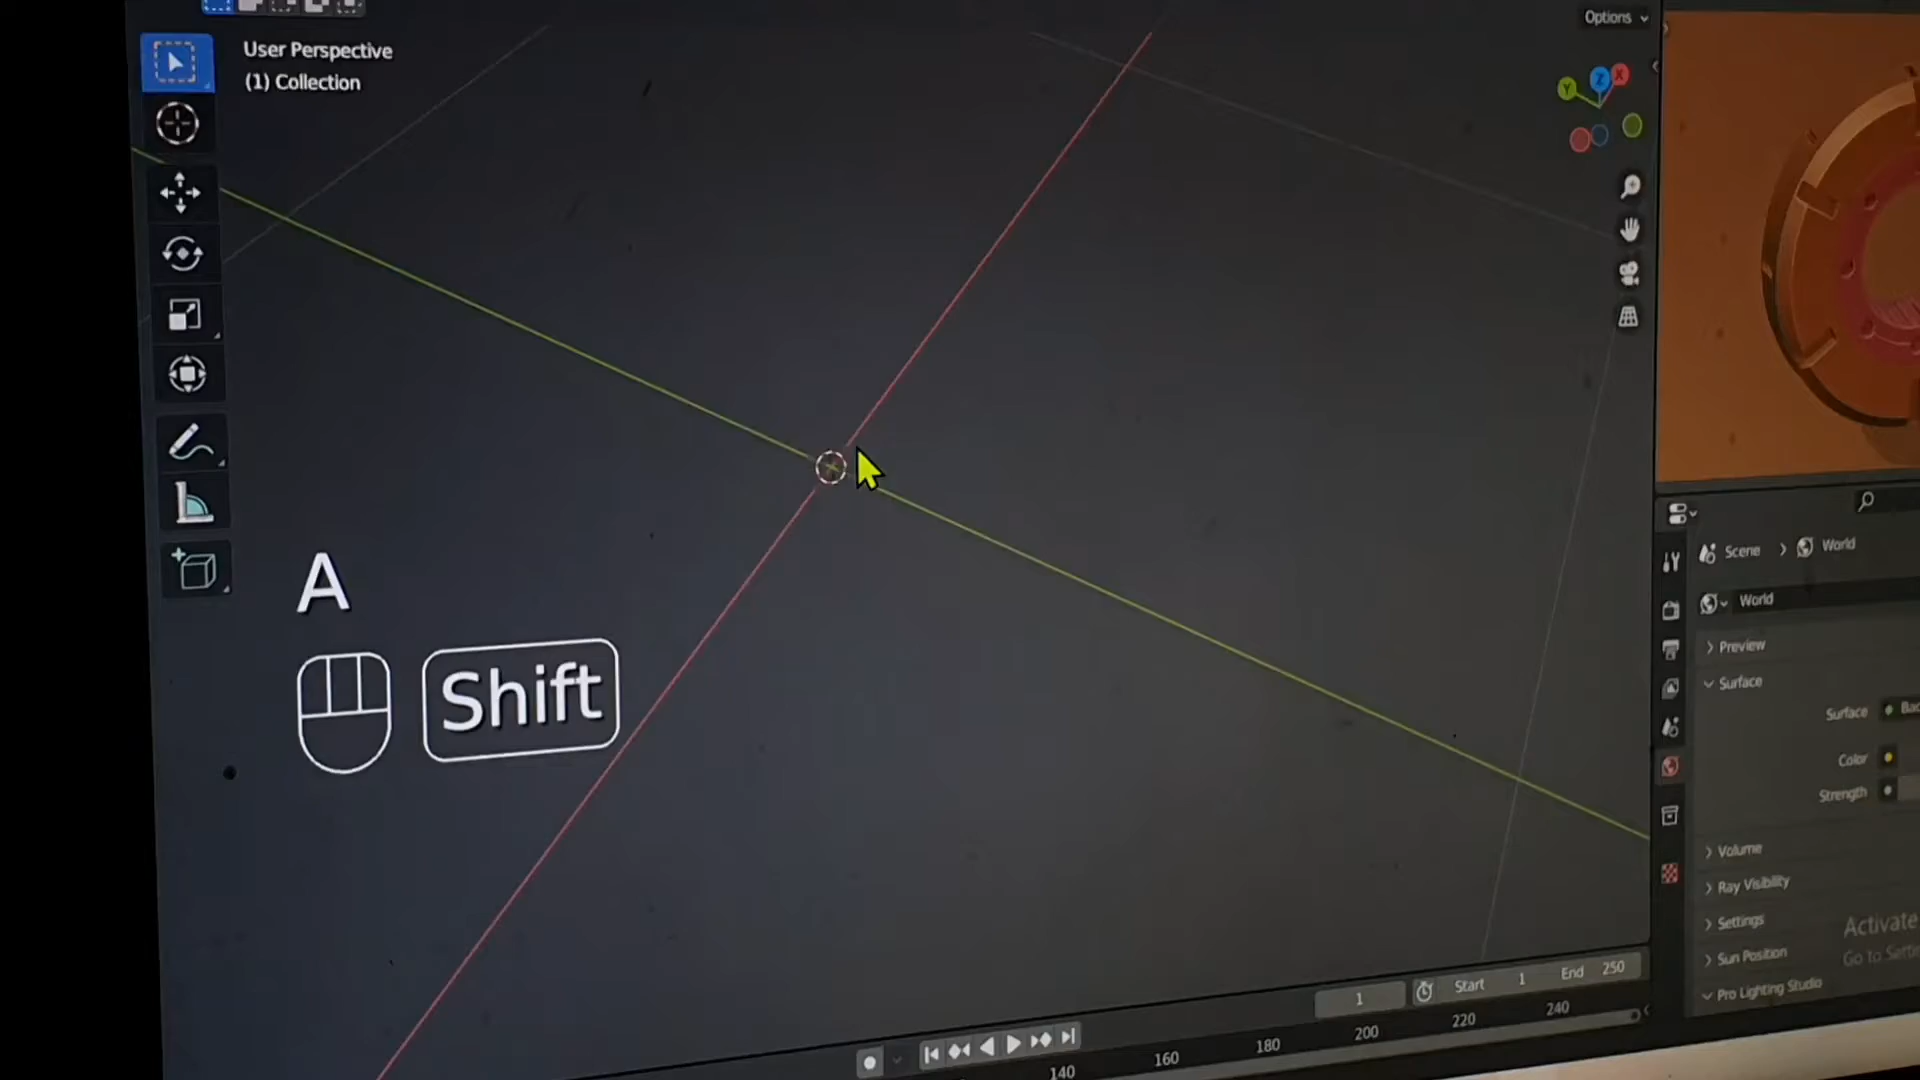 Options
User Perspective
(1) Collection
Z
X
Y
Scene
World
World
Preview
Surface
A
Surface
Shift
Color
Strength
Volume
Ray Visibility
Settings
Activate
Sun Position
Start 1 End 250
Pro Lighting Studio
1
140 160 180 200 220 240